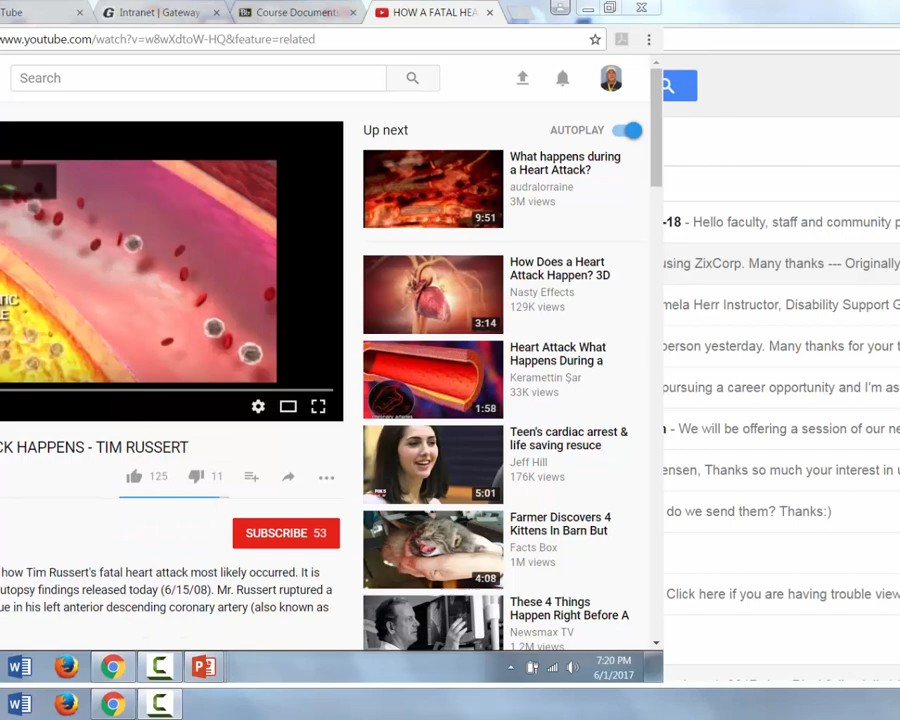 Tube
Intranet | Gateway
Course Document
HOW A FATAL HEA
www.youtube.com/watch?v=w8wXdtoW-HQ&feature=related
Search
Up next
AUTOPLAY
What happens during
a Heart Attack?
audralorraine
3M views
9:51
How Does a Heart
Attack Happen? 3D
Nasty Effects
129K views
3:14
Heart Attack What
Happens During a
Keramettin Şar
33K views
1:58
Teen's cardiac arrest &
life saving resuce
Jeff Hill
176K views
5:01
Farmer Discovers 4
Kittens In Barn But
Facts Box
1M views
4:08
These 4 Things
Happen Right Before A
Newsmax TV
1.2M views
TIC
E
CK HAPPENS - TIM RUSSERT
125
11
SUBSCRIBE 53
how Tim Russert's fatal heart attack most likely occurred. It is
utopsy findings released today (6/15/08). Mr. Russert ruptured a
ue in his left anterior descending coronary artery (also known as
-18 - Hello faculty, staff and community p
using ZixCorp. Many thanks --- Originally
mela Herr Instructor, Disability Support G
person yesterday. Many thanks for your t
pursuing a career opportunity and I'm as
n - We will be offering a session of our ne
ensen, Thanks so much your interest in u
do we send them? Thanks:)
Click here if you are having trouble view
7:20 PM
6/1/2017